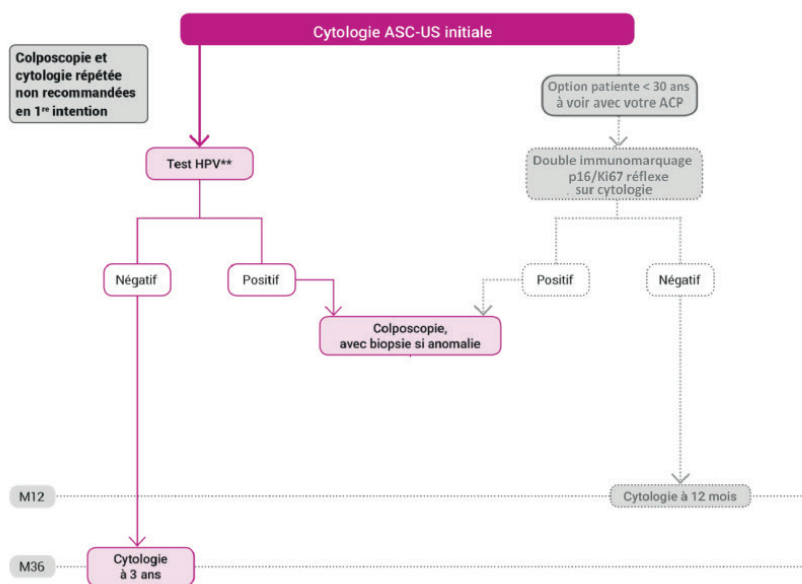 Cytologie ASC-US initiale
Colposcopie et
cytologie répétée
non recommandées
en 1re intention
Option patiente < 30 ans
à voir avec votre ACP
Test HPV**
Double immunomarquage
p16/Ki67 réflexe
sur cytologie
Négatif
Positif
Positif
Négatif
Colposcopie,
avec biopsie si anomalie
M12
Cytologie à 12 mois
M36
Cytologie
à 3 ans